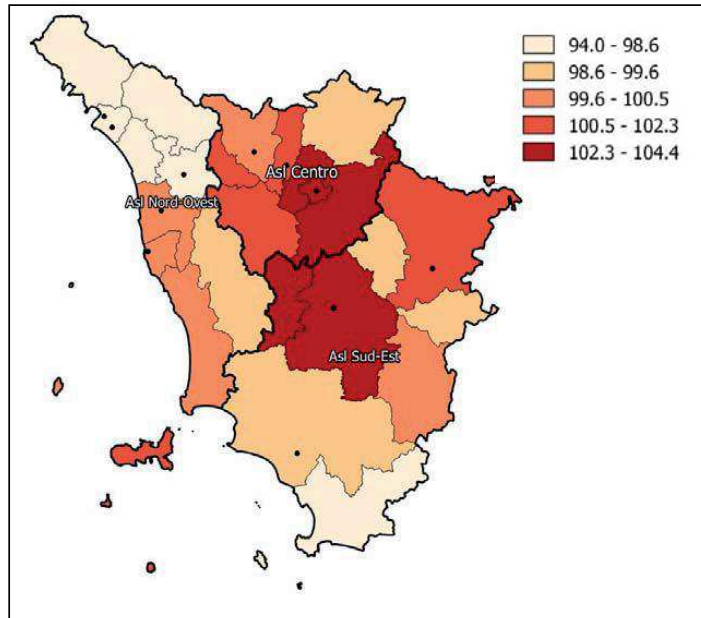 94.0 - 98.6
98.6 - 99.6
99.6 - 100.5
100.5 - 102.3
102.3 - 104.4
Asl Centro
Asl Nord-Ovest
Asl Sud-Est